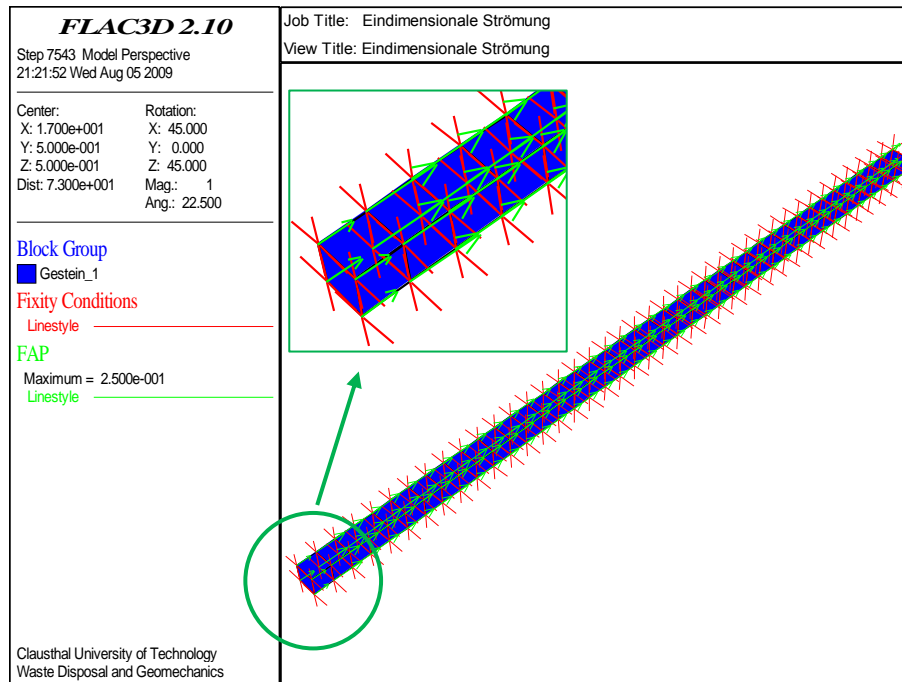 FLAC3D 2.10
Step 7543 Model Perspective
21:21:52 Wed Aug 05 2009
Center:
X: 1.700e+001
Y: 5.000e-001
Z: 5.000e-001
Dist: 7.300e+001
Rotation:
X: 45.000
Y: 0.000
Z: 45.000
Mag.: 1
Ang.: 22.500
Block Group
Gestein_1
Fixity Conditions
Linestyle
FAP
Maximum = 2.500e-001
Linestyle
Clausthal University of Technology
Waste Disposal and Geomechanics
Job Title: Eindimensionale Strömung
View Title: Eindimensionale Strömung